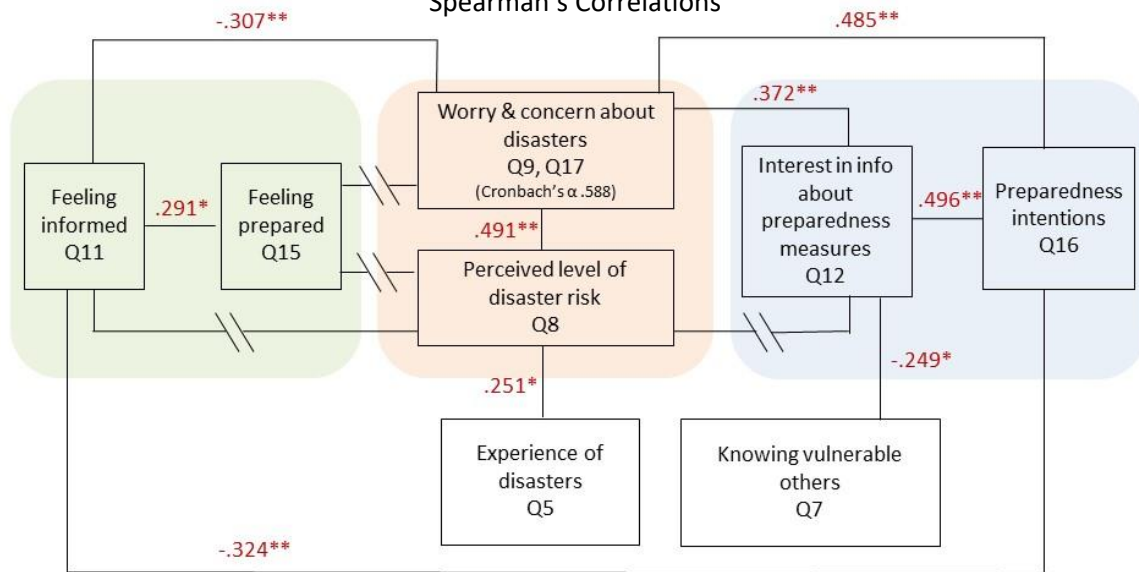 Spearman's Correlations
-.307**
.485**
Worry & concern about
disasters
Q9, Q17
(Cronbach's α .588)
.372**
Feeling
informed
Q11
.291*
Feeling
prepared
Q15
Interest in info
about
preparedness
measures
Q12
.496**
Preparedness
intentions
Q16
.491**
Perceived level of
disaster risk
Q8
.251*
-.249*
Experience of
disasters
Q5
Knowing vulnerable
others
Q7
-.324**